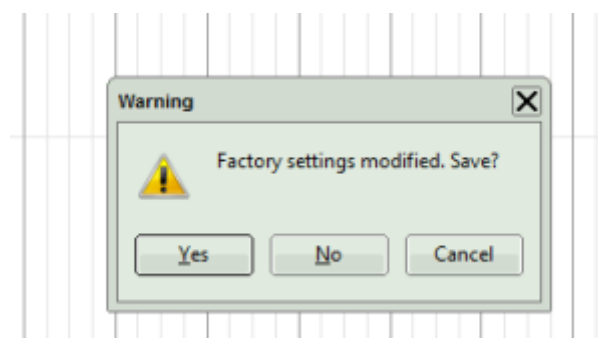 Warning
Factory settings modified. Save?
Yes
No
Cancel